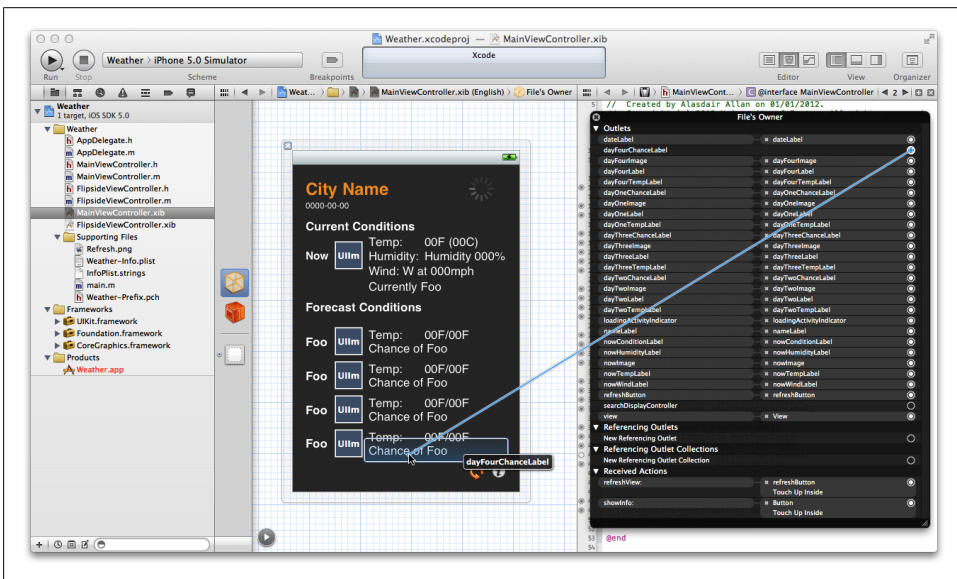 Weather.xcodeproj — MainViewController.xib
Xcode
Weather 〉 iPhone 5.0 Simulator
Run Stop Scheme Breakpoints Editor View Organizer
Weather
1 target, iOS SDK 5.0
Weather
AppDelegate.h
AppDelegate.m
MainViewController.h
MainViewController.m
FlipsideViewController.h
FlipsideViewController.m
MainViewController.xib
FlipsideViewController.xib
Supporting Files
Refresh.png
Weather-Info.plist
InfoPlist.strings
main.m
Weather-Prefix.pch
Frameworks
UIKit.framework
Foundation.framework
CoreGraphics.framework
Products
Weather.app
Weat... 〉 MainViewController.xib (English) 〉 File's Owner
MainViewCont... 〉 @interface MainViewController 2
City Name
0000-00-00
Current Conditions
Now UIIm Temp: 00F (00C)
Humidity: Humidity 000%
Wind: W at 000mph
Currently Foo
Forecast Conditions
Foo UIIm Temp: 00F/00F
Chance of Foo
Foo UIIm Temp: 00F/00F
Chance of Foo
Foo UIIm Temp: 00F/00F
Chance of Foo
Foo UIIm Temp: 00F/00F
Chance of Foo
dayFourChanceLabel
5 // Created by Alasdair Allan on 01/01/2012.
File's Owner
Outlets
dateLabel dateLabel
dayFourChanceLabel
dayFourImage dayFourImage
dayFourLabel dayFourLabel
dayFourTempLabel dayFourTempLabel
dayOneChanceLabel dayOneChanceLabel
dayOneImage dayOneImage
dayOneLabel dayOneLabel
dayOneTempLabel dayOneTempLabel
dayThreeChanceLabel dayThreeChanceLabel
dayThreeImage dayThreeImage
dayThreeLabel dayThreeLabel
dayThreeTempLabel dayThreeTempLabel
dayTwoChanceLabel dayTwoChanceLabel
dayTwoImage dayTwoImage
dayTwoLabel dayTwoLabel
dayTwoTempLabel dayTwoTempLabel
loadingActivityIndicator loadingActivityIndicator
nameLabel nameLabel
nowConditionLabel nowConditionLabel
nowHumidityLabel nowHumidityLabel
nowImage nowImage
nowTempLabel nowTempLabel
nowWindLabel nowWindLabel
refreshButton refreshButton
searchDisplayController
view View
Referencing Outlets
New Referencing Outlet
Referencing Outlet Collections
New Referencing Outlet Collection
Received Actions
refreshView: refreshButton
Touch Up Inside
showInfo: Button
Touch Up Inside
53 @end
54